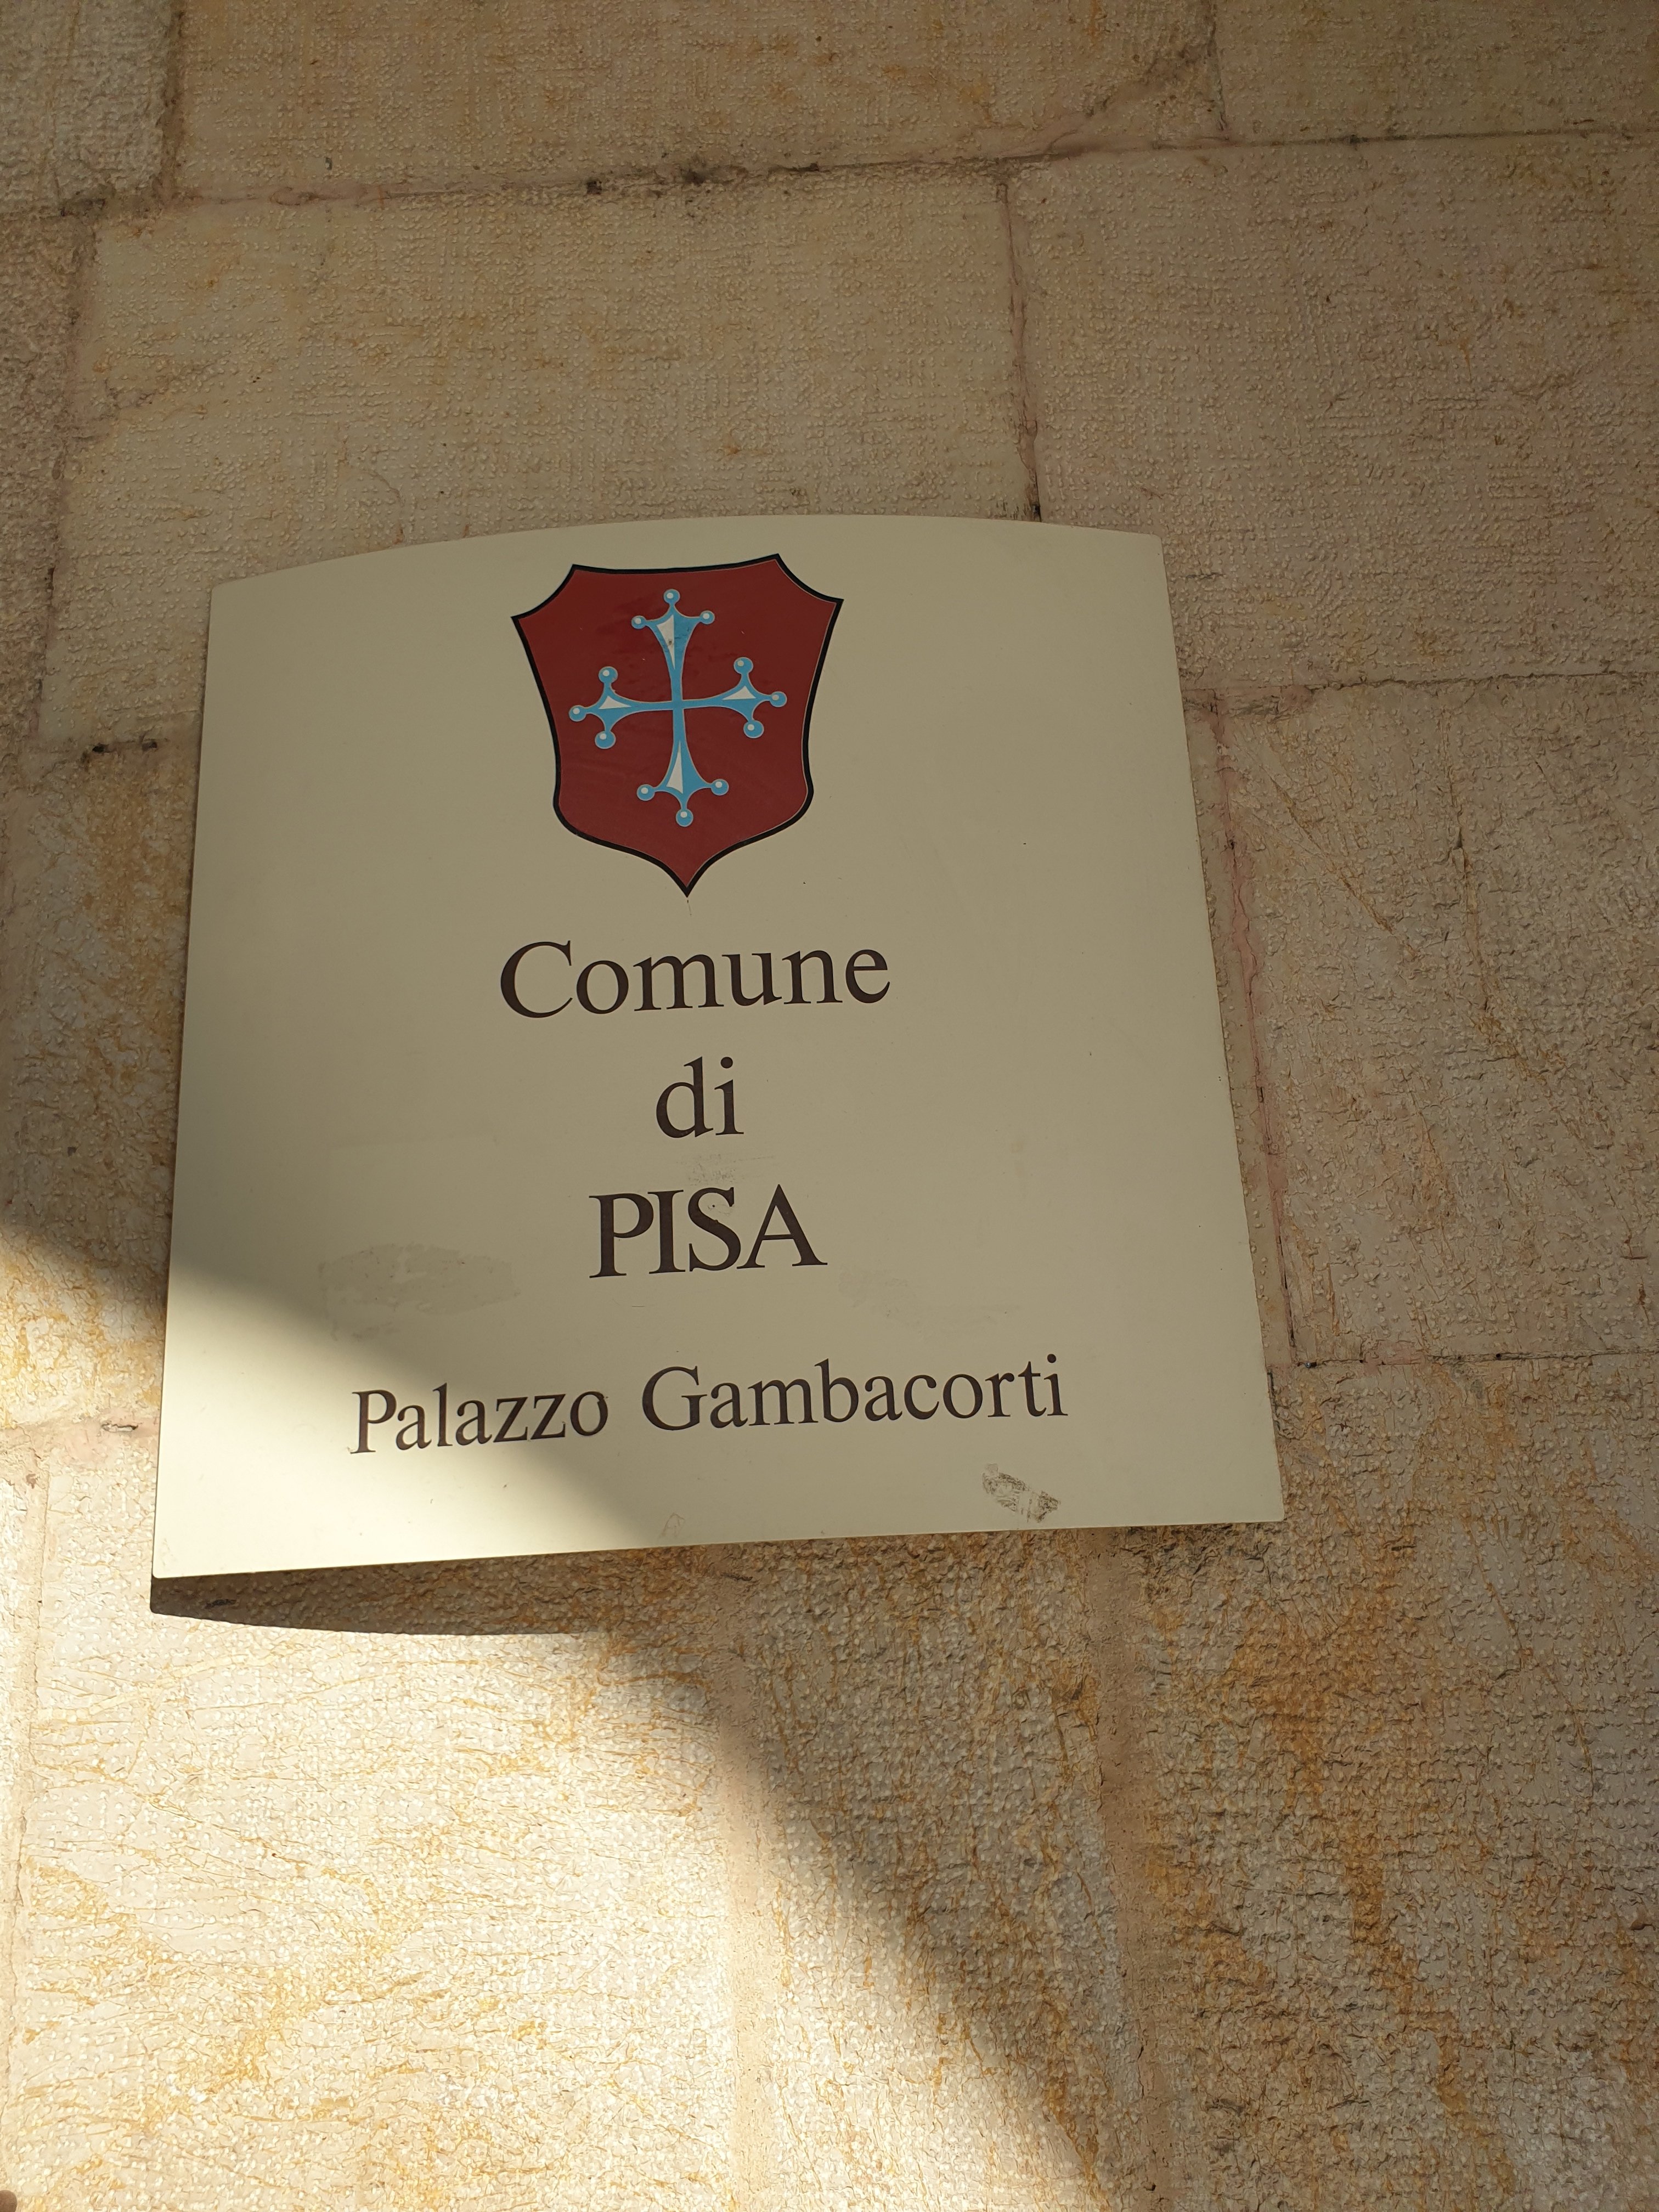 Comune
di
PISA
Palazzo Gambacorti